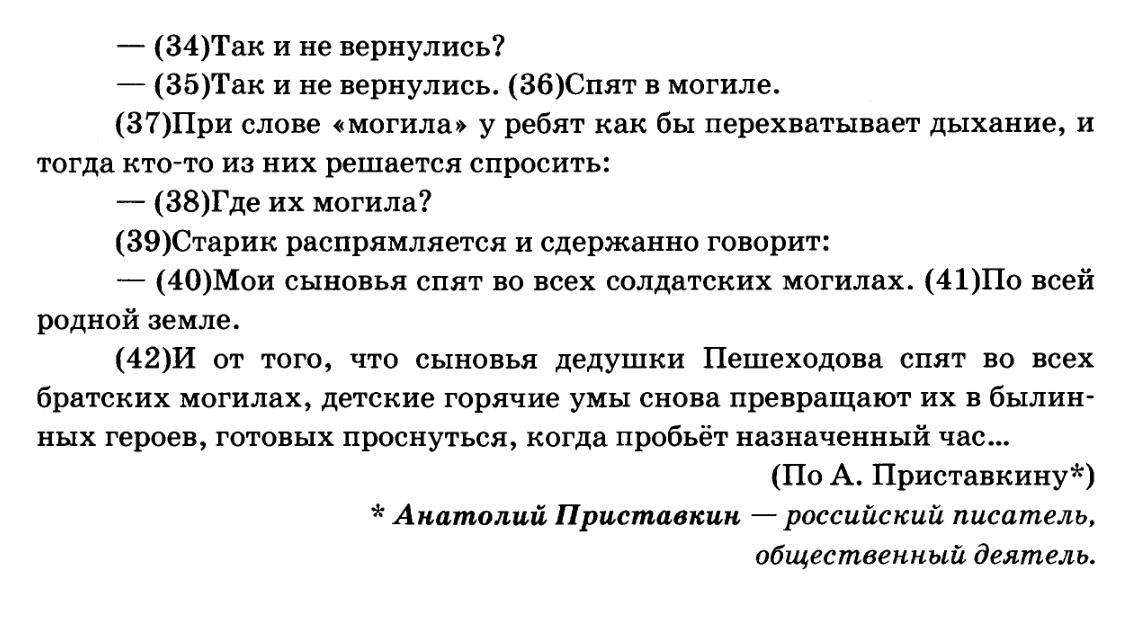 — (34)Так и не вернулись?
— (35)Так и не вернулись. (36)Спят в могиле.
(37)При слове «могила» у ребят как бы перехватывает дыхание, и
тогда кто-то из них решается спросить:
— (38)Где их могила?
(39)Старик распрямляется и сдержанно говорит:
— (40)Мои сыновья спят во всех солдатских могилах. (41)По всей
родной земле.
(42)И от того, что сыновья дедушки Пешеходова спят во всех
братских могилах, детские горячие умы снова превращают их в былин-
ных героев, готовых проснуться, когда пробьёт назначенный час...
(По А. Приставкину*)
* Анатолий Приставкин — российский писатель,
общественный деятель.